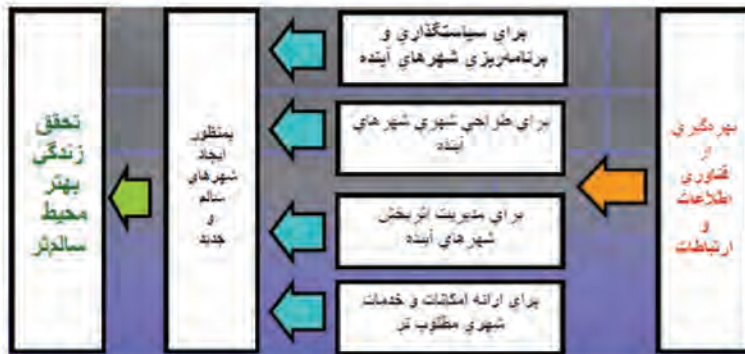 بهره‌گیری
از
فناوری
اطلاعات
و
ارتباطات
برای سیاستگذاری و
برنامه‌ریزی شهرهای آینده
برای طراحی شهری شهرهای
آینده
برای مدیریت اثربخش
شهرهای آینده
برای ارائه امکانات و خدمات
شهری مطلوب تر
بمنظور
ایجاد
شهرهای
سالم
و
جدید
تحقق
زندگی
بهتر
محیط
سالم‌تر